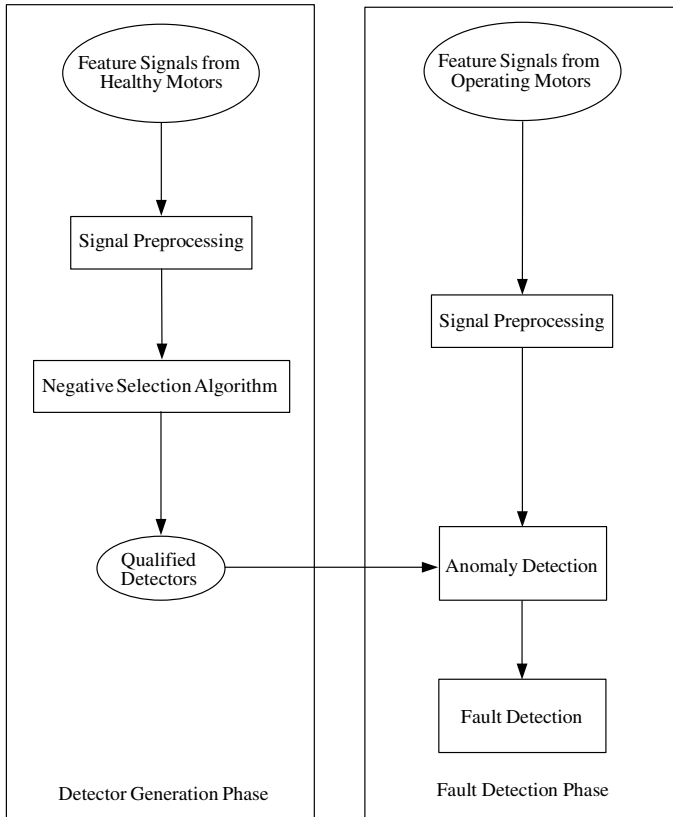 Feature Signals from
Healthy Motors
Signal Preprocessing
Negative Selection Algorithm
Qualified
Detectors
Detector Generation Phase
Feature Signals from
Operating Motors
Signal Preprocessing
Anomaly Detection
Fault Detection
Fault Detection Phase